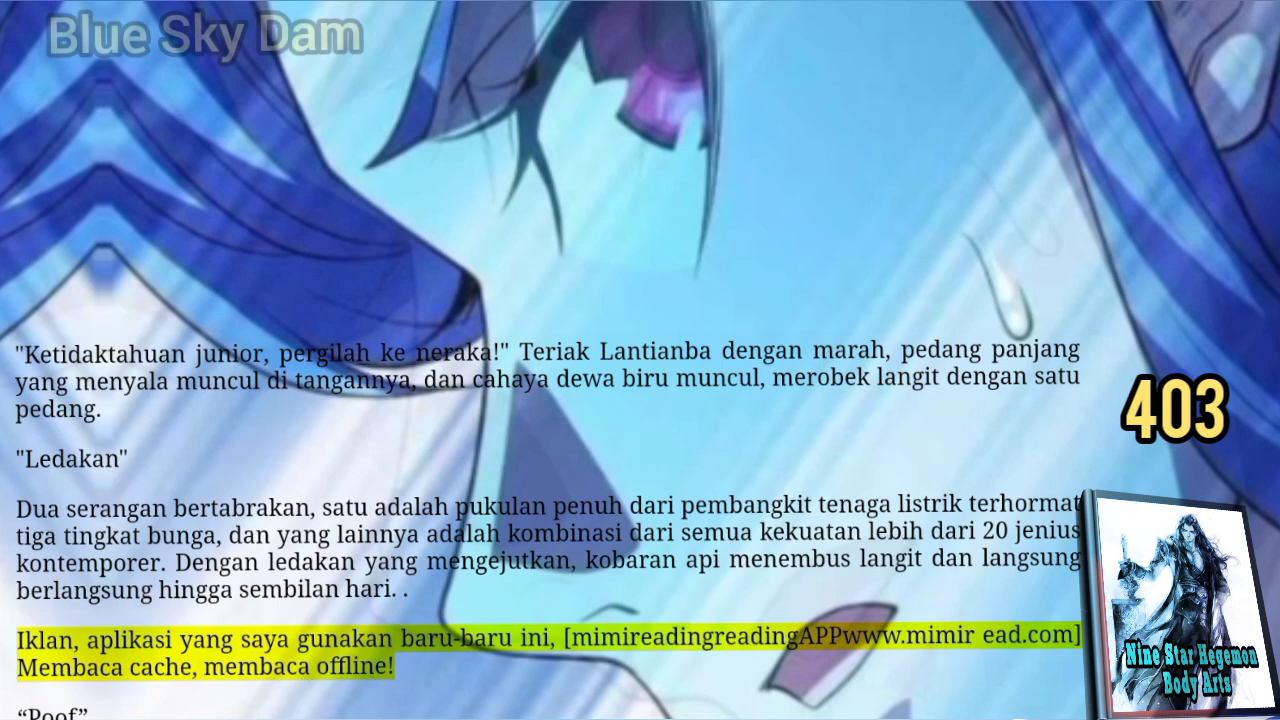 Blue Sky Dam
"Ketidaktahuan junior, pergilah ke neraka!" Teriak Lantianba dengan marah, pedang panjang
yang menyala muncul di tangannya, dan cahaya dewa biru muncul, merobek langit dengan satu
pedang.
"Ledakan"
Dua serangan bertabrakan, satu adalah pukulan penuh dari pembangkit tenaga listrik terhormat
tiga tingkat bunga, dan yang lainnya adalah kombinasi dari semua kekuatan lebih dari 20 jenius
kontemporer. Dengan ledakan yang mengejutkan, kobaran api menembus langit dan langsung
berlangsung hingga sembilan hari. .
Iklan, aplikasi yang saya gunakan baru-baru ini, [mimireadingreadingAPPwww.mimir ead.com]
Membaca cache, membaca offline!
“Poof”
403
Nine Star Hegemon
Body Arts